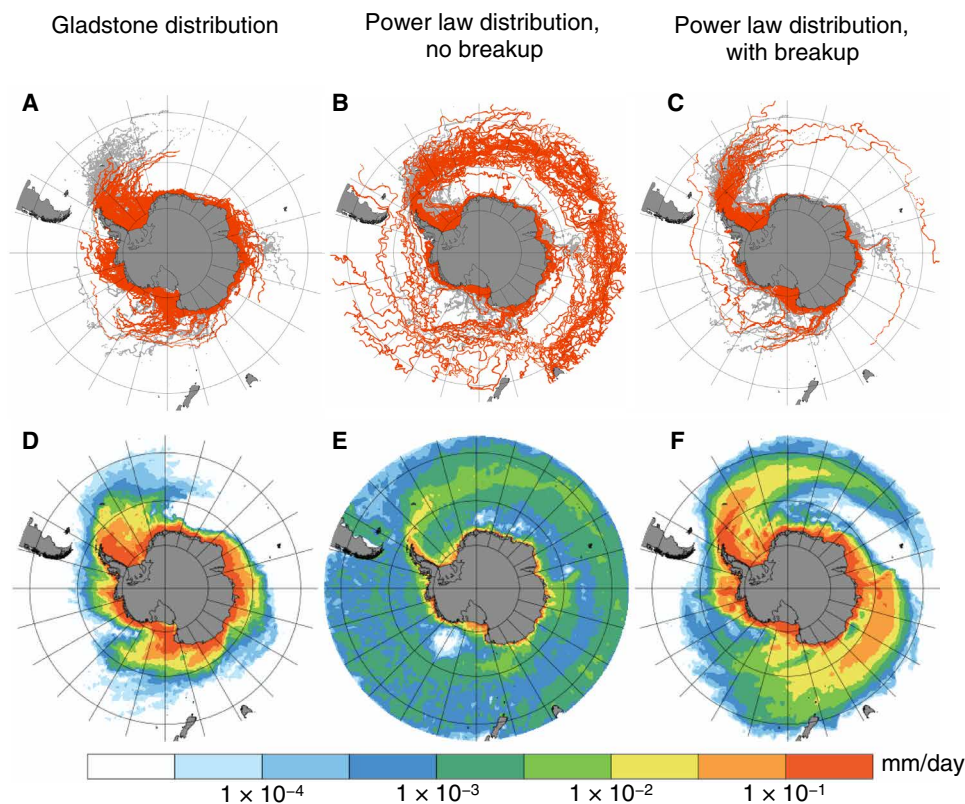 Gladstone distribution
Power law distribution,
no breakup
Power law distribution,
with breakup
A
B
C
D
E
F
mm/day
1 × 10⁻⁴
1 × 10⁻³
1 × 10⁻²
1 × 10⁻¹